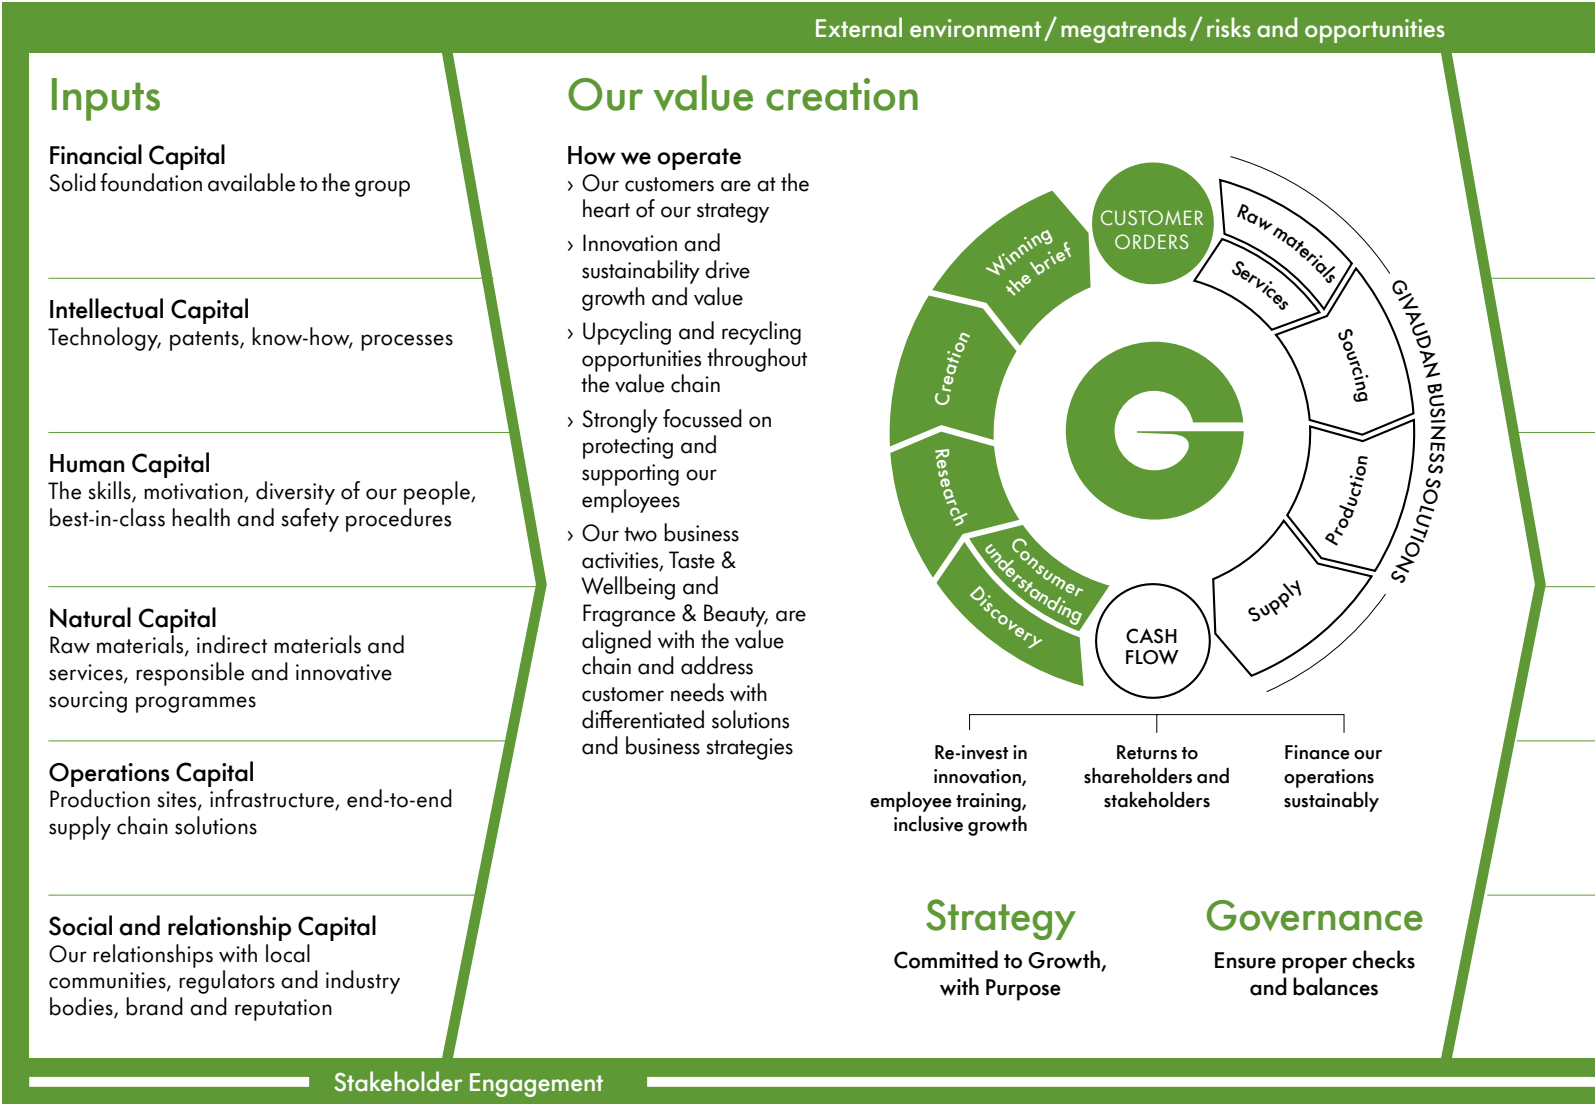 External environment / megatrends / risks and opportunities
Inputs
Financial Capital
Solid foundation available to the group
Intellectual Capital
Technology, patents, know-how, processes
Human Capital
The skills, motivation, diversity of our people,
best-in-class health and safety procedures
Natural Capital
Raw materials, indirect materials and
services, responsible and innovative
sourcing programmes
Operations Capital
Production sites, infrastructure, end-to-end
supply chain solutions
Social and relationship Capital
Our relationships with local
communities, regulators and industry
bodies, brand and reputation
Our value creation
How we operate
› Our customers are at the
heart of our strategy
› Innovation and
sustainability drive
growth and value
› Upcycling and recycling
opportunities throughout
the value chain
› Strongly focussed on
protecting and
supporting our
employees
› Our two business
activities, Taste &
Wellbeing and
Fragrance & Beauty, are
aligned with the value
chain and address
customer needs with
differentiated solutions
and business strategies
CUSTOMER
ORDERS
Raw materials
Services
Sourcing
Production
Supply
GIVAUDAN BUSINESS SOLUTIONS
CASH
FLOW
Discovery
Consumer
understanding
Research
Creation
Winning
the brief
Re-invest in
innovation,
employee training,
inclusive growth
Returns to
shareholders and
stakeholders
Finance our
operations
sustainably
Strategy
Committed to Growth,
with Purpose
Governance
Ensure proper checks
and balances
Stakeholder Engagement